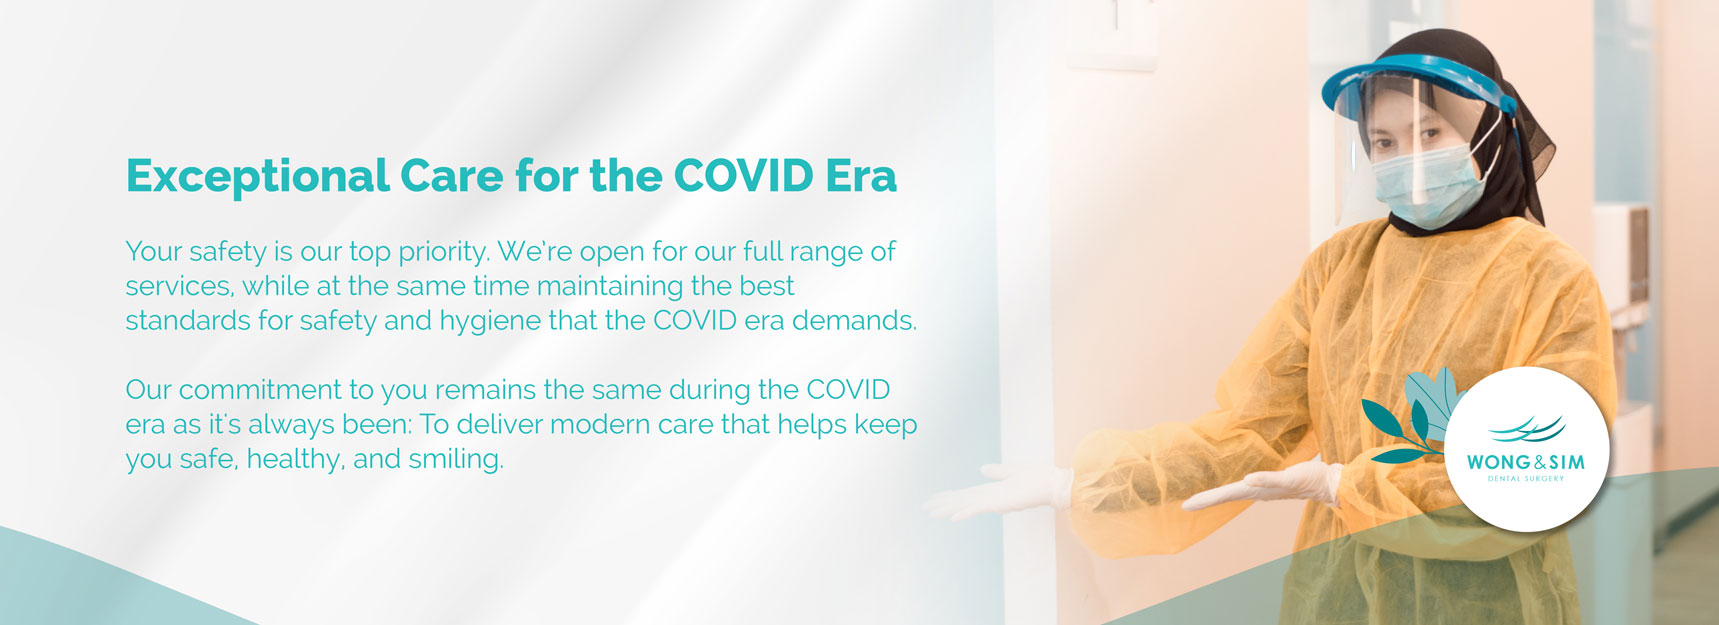 Exceptional Care for the COVID Era
Your safety is our top priority. We're open for our full range of
services, while at the same time maintaining the best
standards for safety and hygiene that the COVID era demands.
Our commitment to you remains the same during the COVID
era as it's always been: To deliver modern care that helps keep
you safe, healthy, and smiling.
WONG & SIM
DENTAL SURGERY